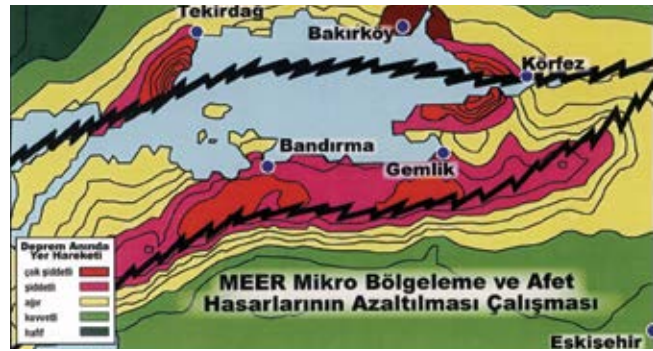 Tekirdağ
Bakırköy
Körfez
Bandırma
Gemlik
Deprem Anında
Yer Hareketi
çok şiddetli
şiddetli
ağır
kuvvetli
hafif
MEER Mikro Bölgeleme ve Afet
Hasarlarının Azaltılması Çalışması
Eskişehir